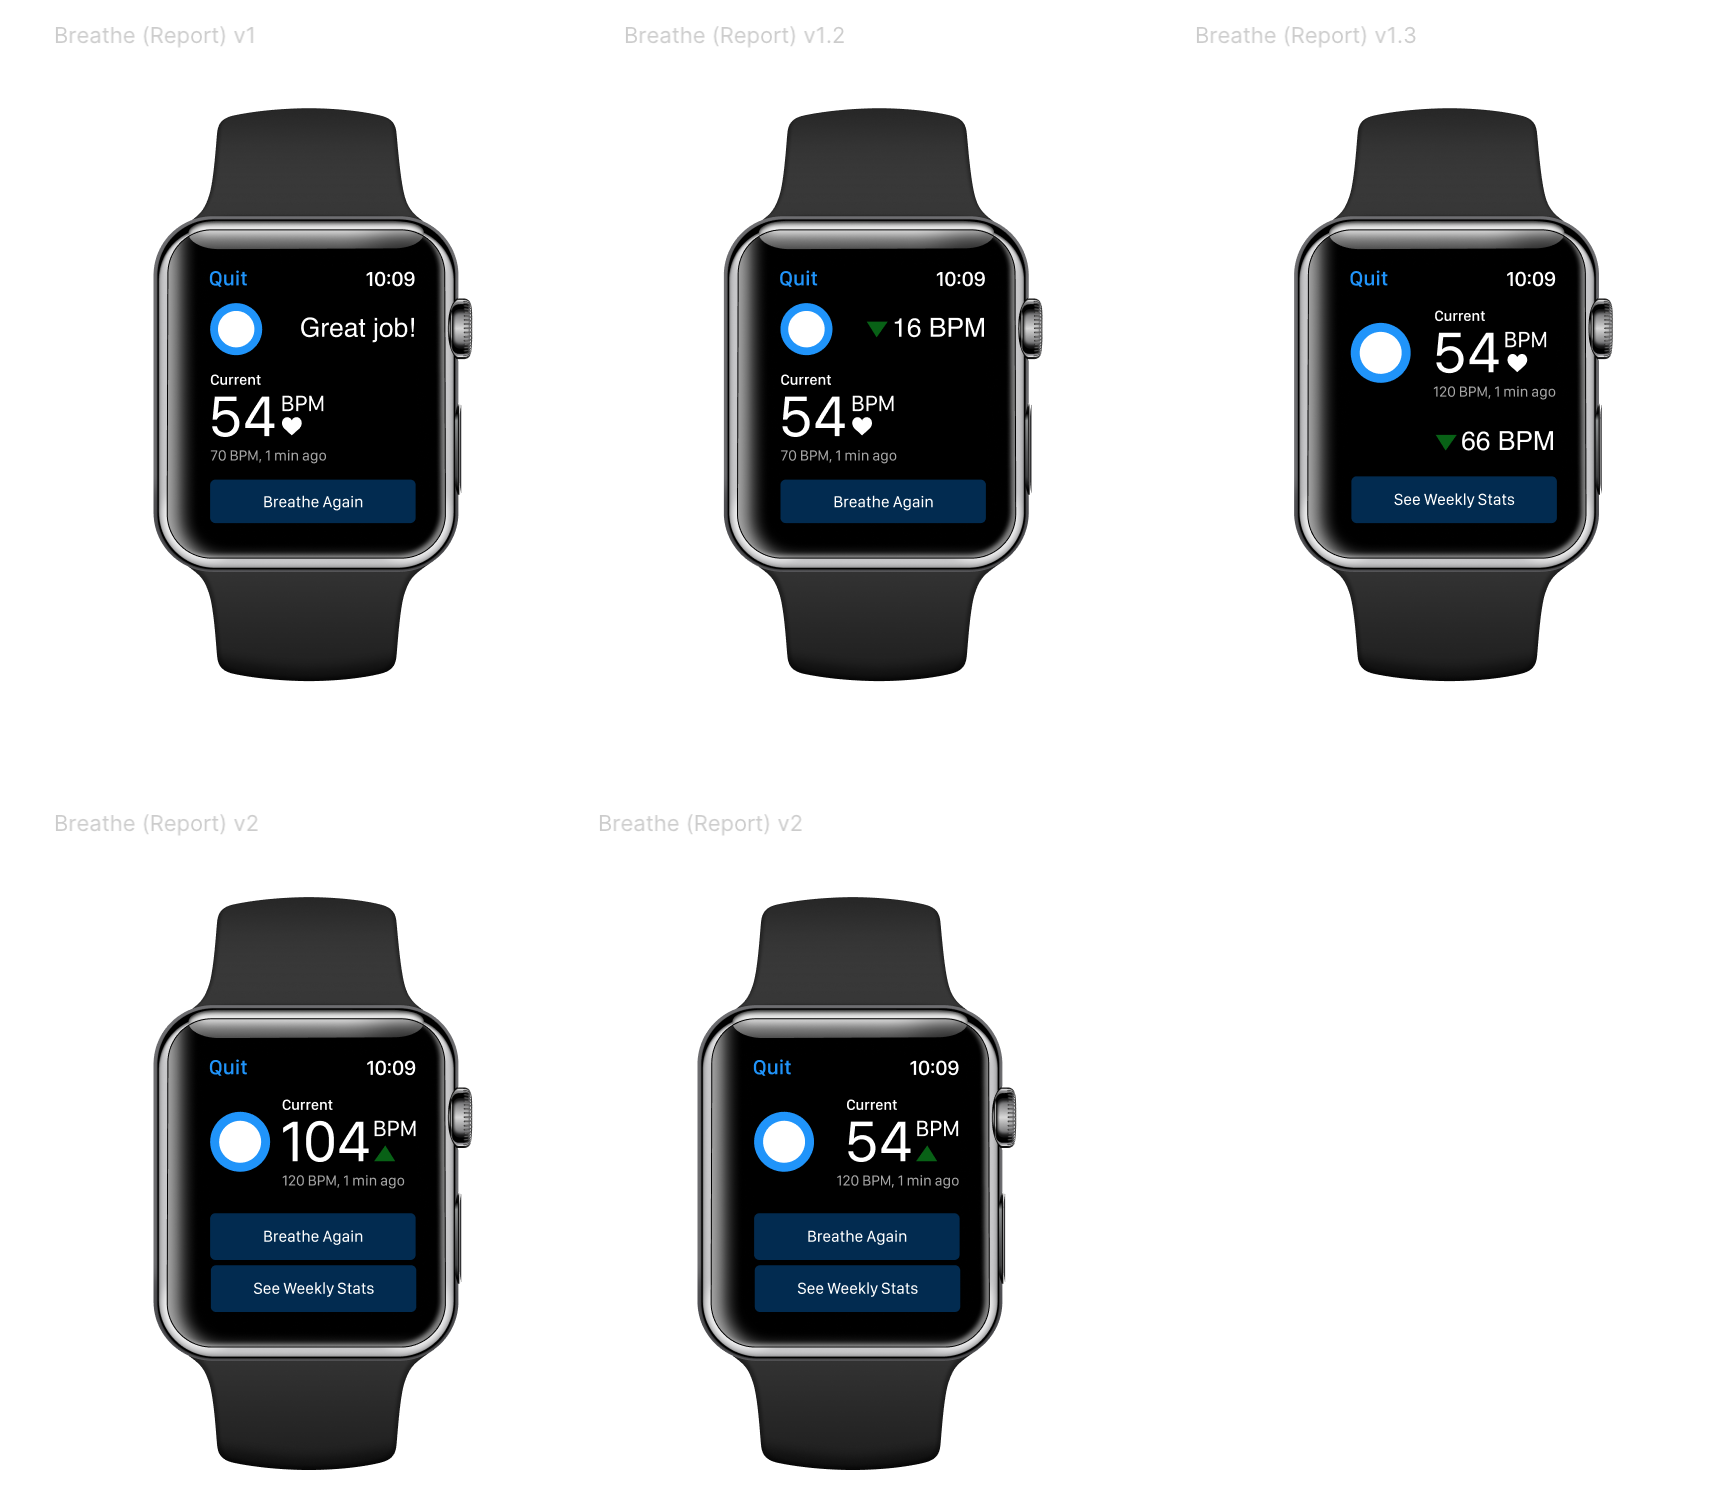 Breathe (Report) v1
Quit 10:09
Great job!
Current
54 BPM
70 BPM, 1 min ago
Breathe Again
Breathe (Report) v1.2
Quit 10:09
16 BPM
Current
54 BPM
70 BPM, 1 min ago
Breathe Again
Breathe (Report) v1.3
Quit 10:09
Current
54 BPM
120 BPM, 1 min ago
66 BPM
See Weekly Stats
Breathe (Report) v2
Quit 10:09
Current
104 BPM
120 BPM, 1 min ago
Breathe Again
See Weekly Stats
Breathe (Report) v2
Quit 10:09
Current
54 BPM
120 BPM, 1 min ago
Breathe Again
See Weekly Stats